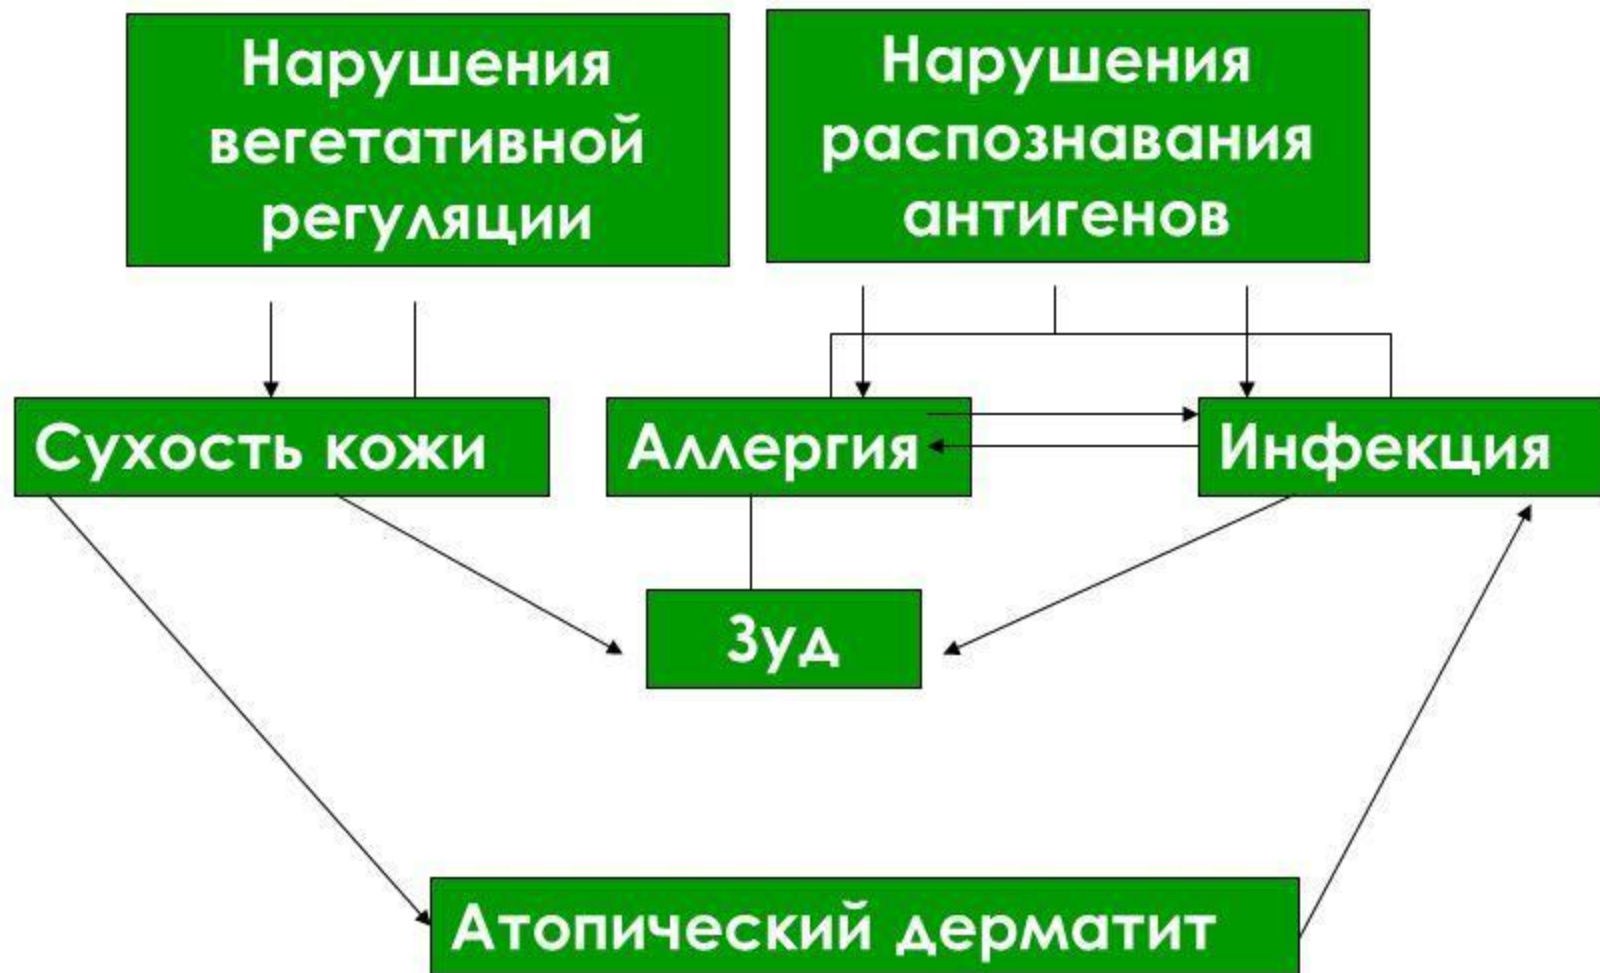 Нарушения
вегетативной
регуляции
Нарушения
распознавания
антигенов
Сухость кожи
Аллергия
Инфекция
Зуд
Атопический дерматит